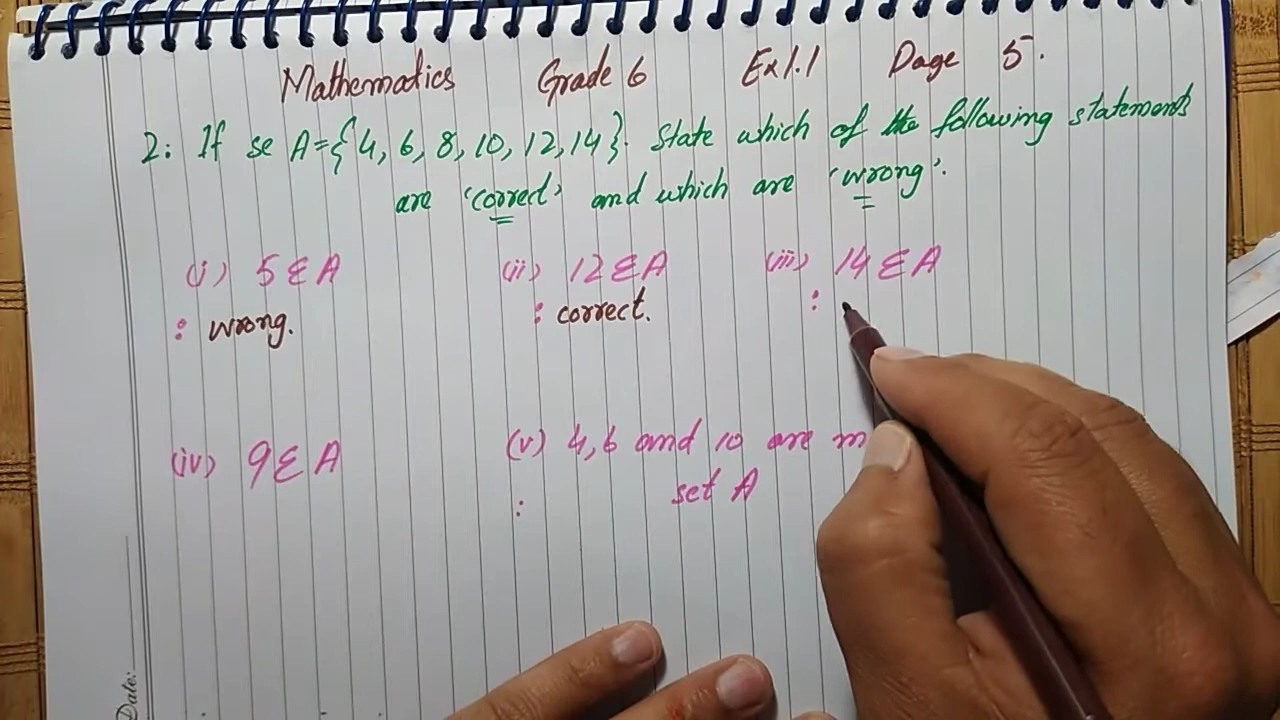 Mathematics Grade 6 Ex 1.1 Page 5.
2: If se A={4, 6, 8, 10, 12, 14}. State which of the following statements
are 'correct' and which are 'wrong'.
(i) 5 Σ A (ii) 12 Σ A (iii) 14 Σ A
: wrong. : correct. :
(iv) 9 Σ A (v) 4, 6 and 10 are m
: set A
Date: